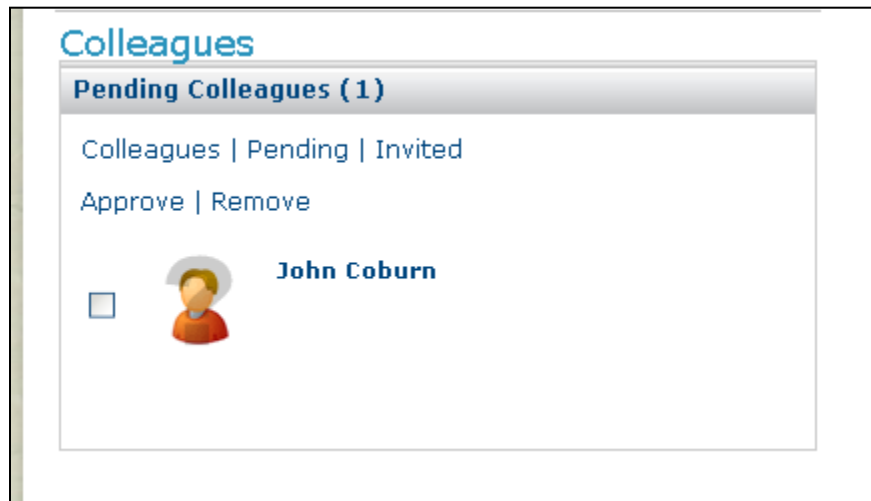 Colleagues
Pending Colleagues (1)
Colleagues | Pending | Invited
Approve | Remove
John Coburn